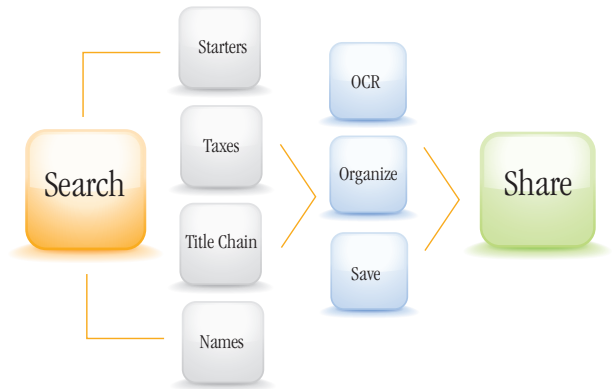 Search
Starters
Taxes
Title Chain
Names
OCR
Organize
Save
Share